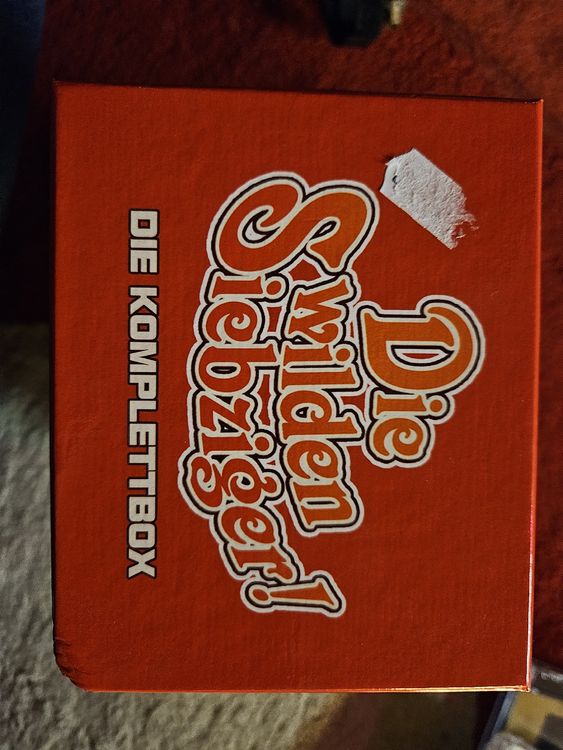 Die
wilden
Siebziger!
DIE KOMPLETTBOX